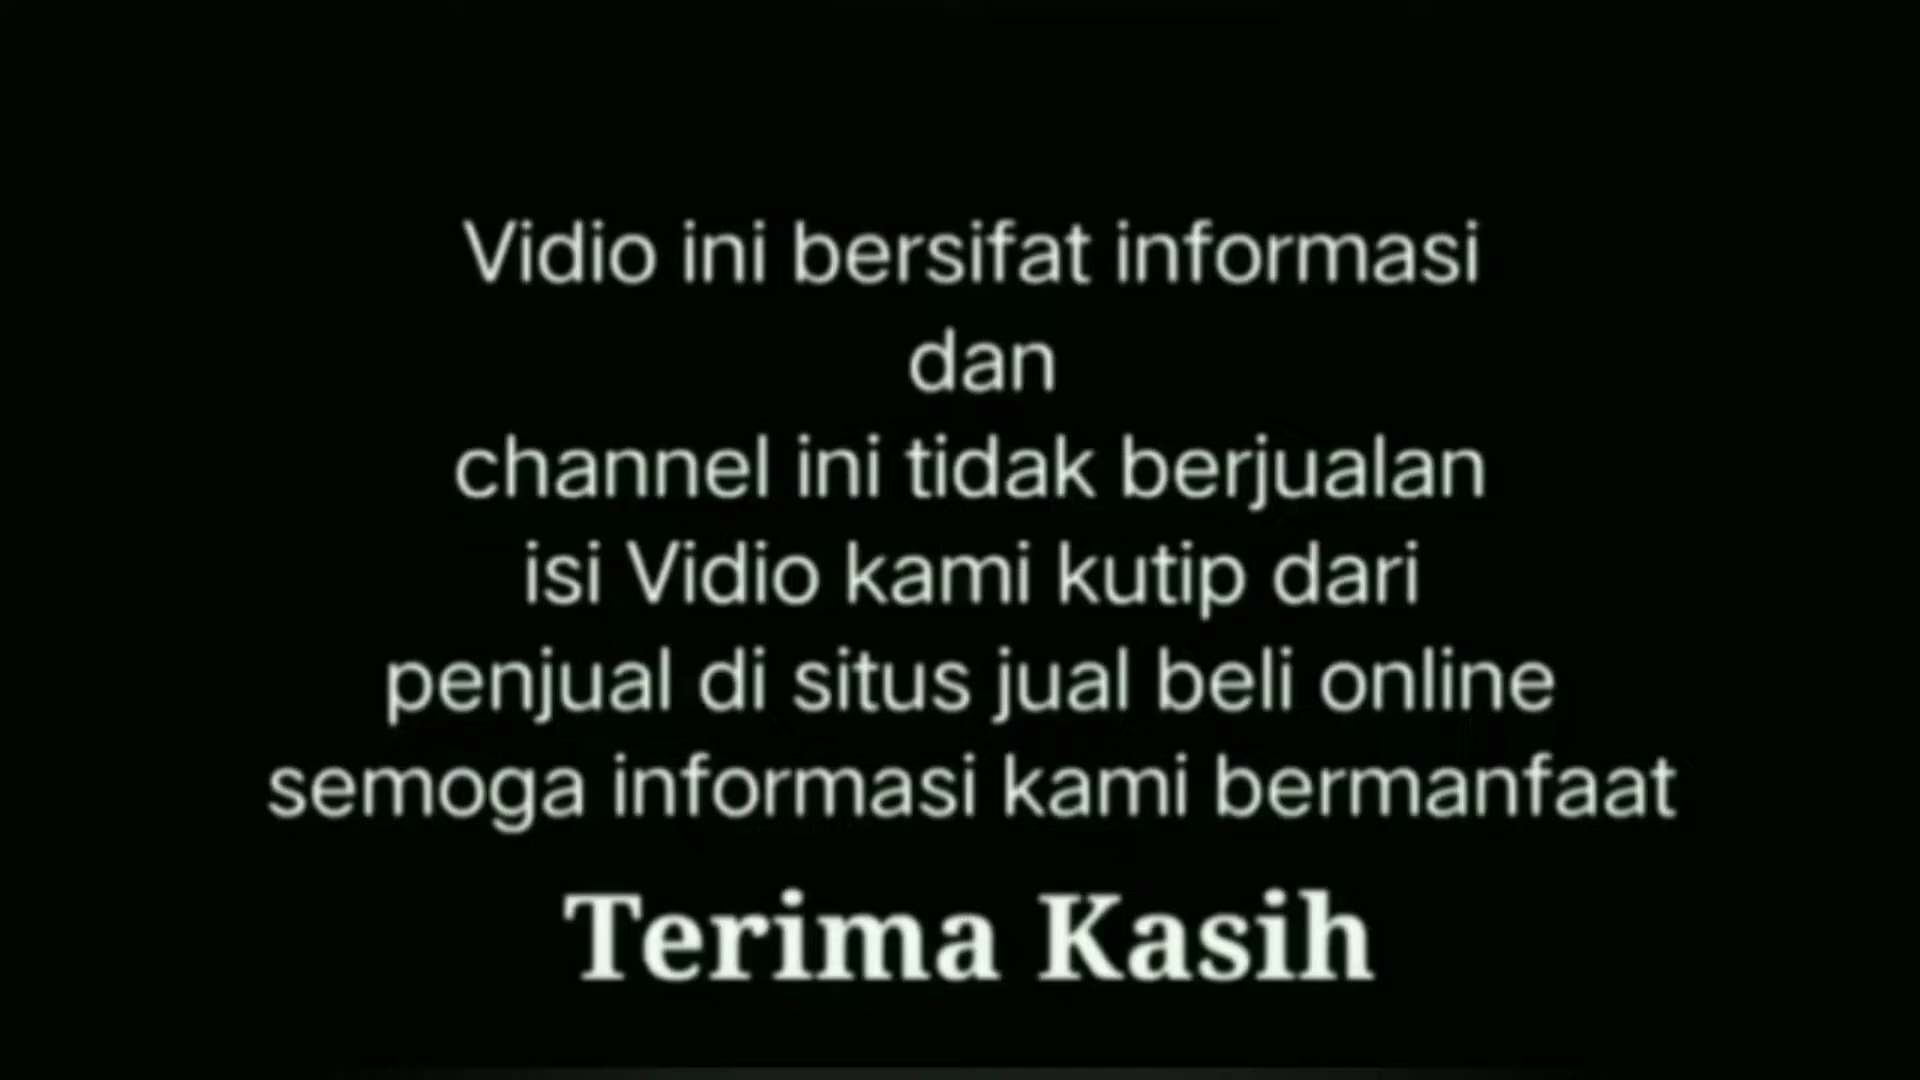 Vidio ini bersifat informasi
dan
channel ini tidak berjualan
isi Vidio kami kutip dari
penjual di situs jual beli online
semoga informasi kami bermanfaat
Terima Kasih